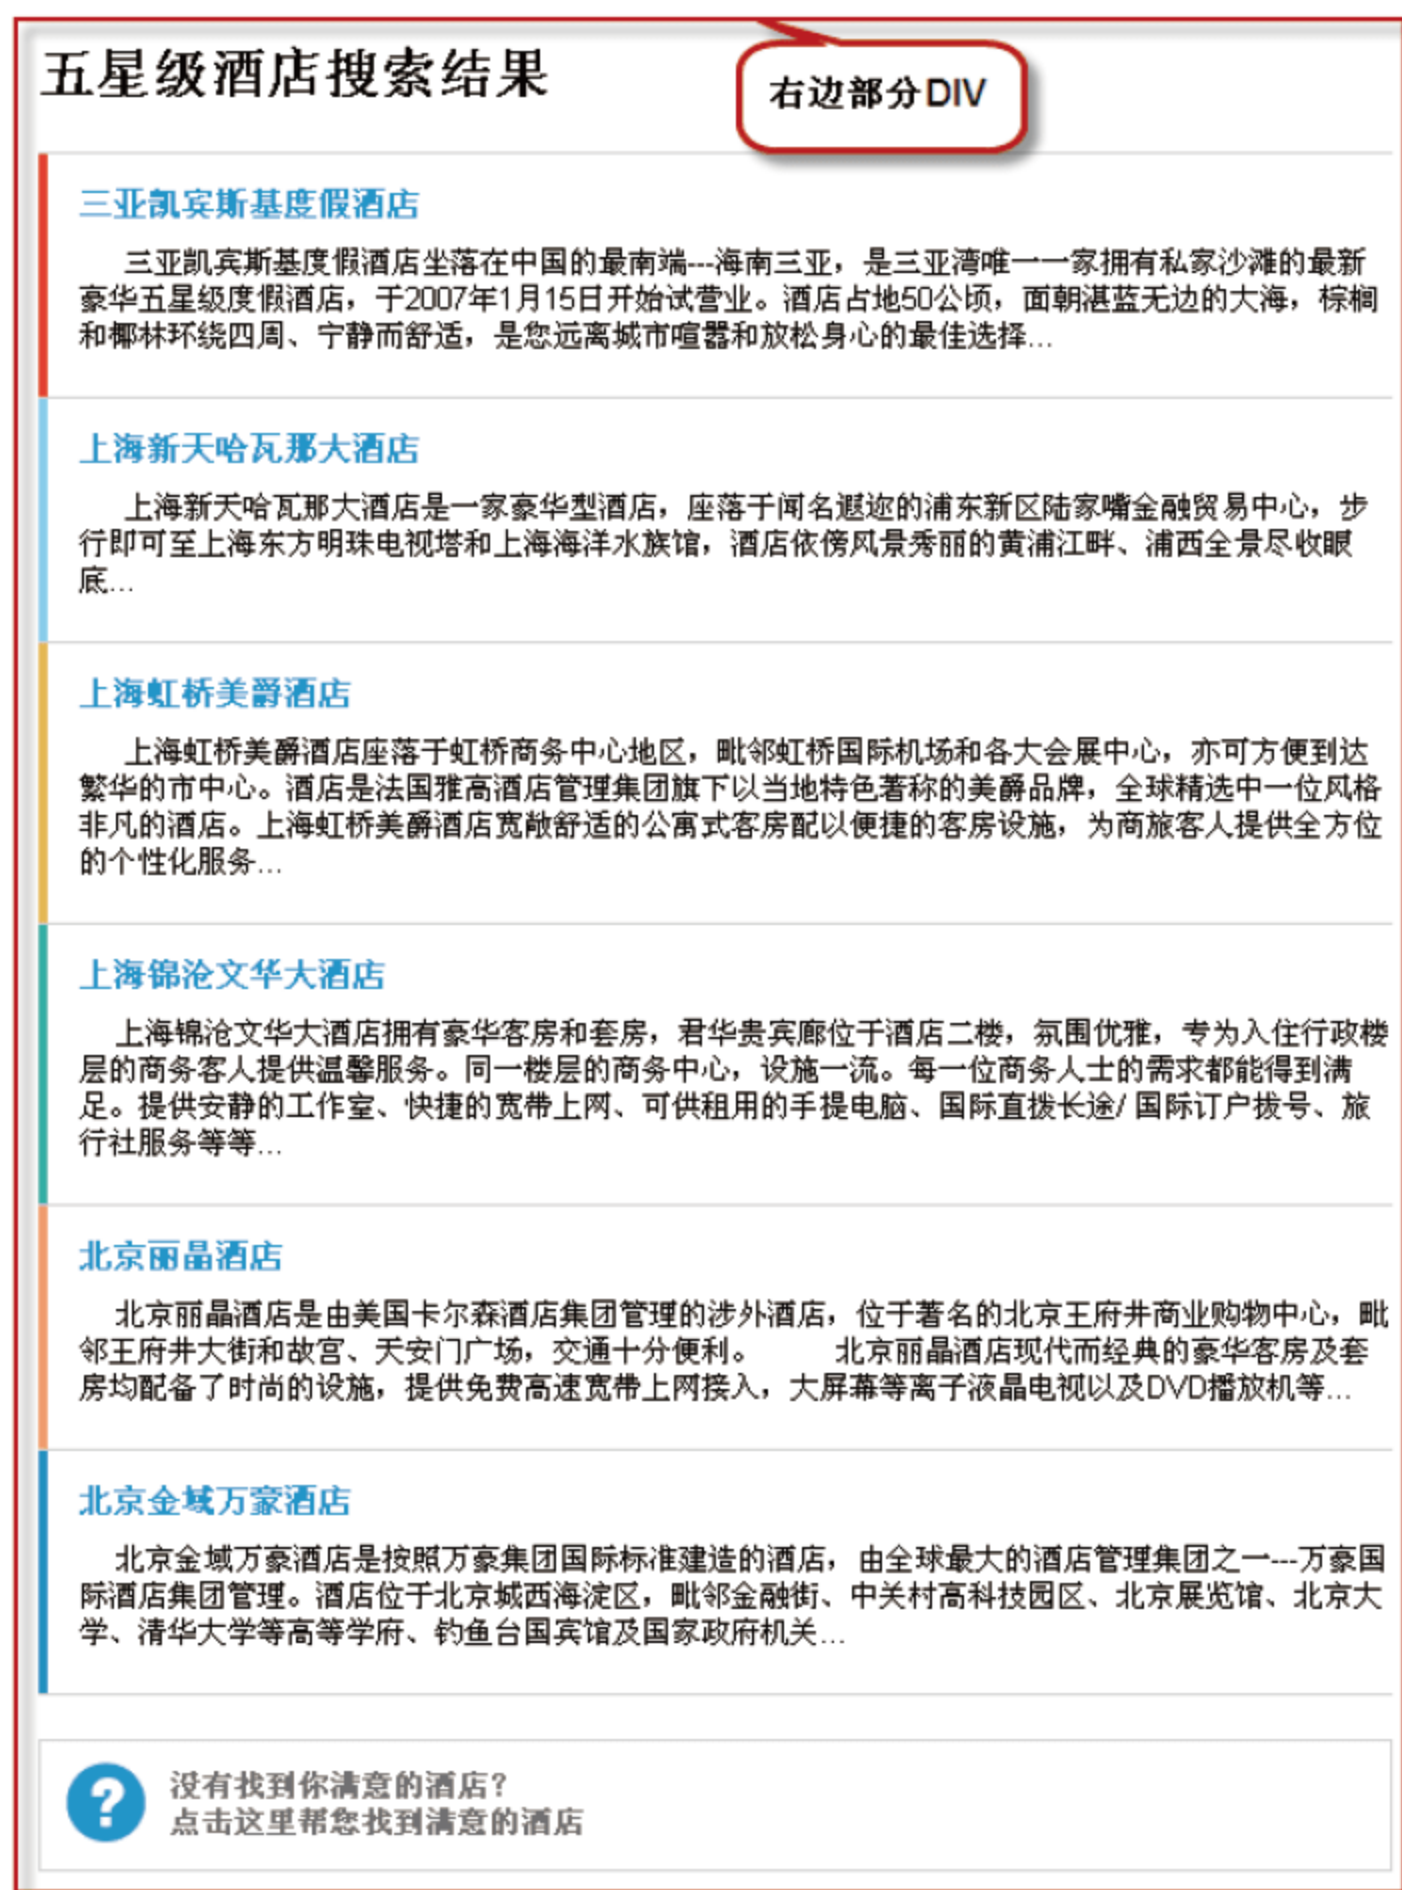 五星级酒店搜索结果
右边部分DIV
三亚凯宾斯基度假酒店
三亚凯宾斯基度假酒店坐落在中国的最南端---海南三亚，是三亚湾唯一一家拥有私家沙滩的最新
豪华五星级度假酒店，于2007年1月15日开始试营业。酒店占地50公顷，面朝湛蓝无边的大海，棕榈
和椰林环绕四周、宁静而舒适，是您远离城市喧嚣和放松身心的最佳选择...
上海新天哈瓦那大酒店
上海新天哈瓦那大酒店是一家豪华型酒店，座落于闻名遐迩的浦东新区陆家嘴金融贸易中心，步
行即可至上海东方明珠电视塔和上海海洋水族馆，酒店依傍风景秀丽的黄浦江畔、浦西全景尽收眼
底...
上海虹桥美爵酒店
上海虹桥美爵酒店座落于虹桥商务中心地区，毗邻虹桥国际机场和各大会展中心，亦可方便到达
繁华的市中心。酒店是法国雅高酒店管理集团旗下以当地特色著称的美爵品牌，全球精选中一位风格
非凡的酒店。上海虹桥美爵酒店宽敞舒适的公寓式客房配以便捷的客房设施，为商旅客人提供全方位
的个性化服务...
上海锦沧文华大酒店
上海锦沧文华大酒店拥有豪华客房和套房，君华贵宾廊位于酒店二楼，氛围优雅，专为入住行政楼
层的商务客人提供温馨服务。同一楼层的商务中心，设施一流。每一位商务人士的需求都能得到满
足。提供安静的工作室、快捷的宽带上网、可供租用的手提电脑、国际直拨长途/ 国际订户拨号、旅
行社服务等等...
北京丽晶酒店
北京丽晶酒店是由美国卡尔森酒店集团管理的涉外酒店，位于著名的北京王府井商业购物中心，毗
邻王府井大街和故宫、天安门广场，交通十分便利。 北京丽晶酒店现代而经典的豪华客房及套
房均配备了时尚的设施，提供免费高速宽带上网接入，大屏幕等离子液晶电视以及DVD播放机等...
北京金域万豪酒店
北京金域万豪酒店是按照万豪集团国际标准建造的酒店，由全球最大的酒店管理集团之一---万豪国
际酒店集团管理。酒店位于北京城西海淀区，毗邻金融街、中关村高科技园区、北京展览馆、北京大
学、清华大学等高等学府、钓鱼台国宾馆及国家政府机关...
没有找到你满意的酒店？
点击这里帮您找到满意的酒店